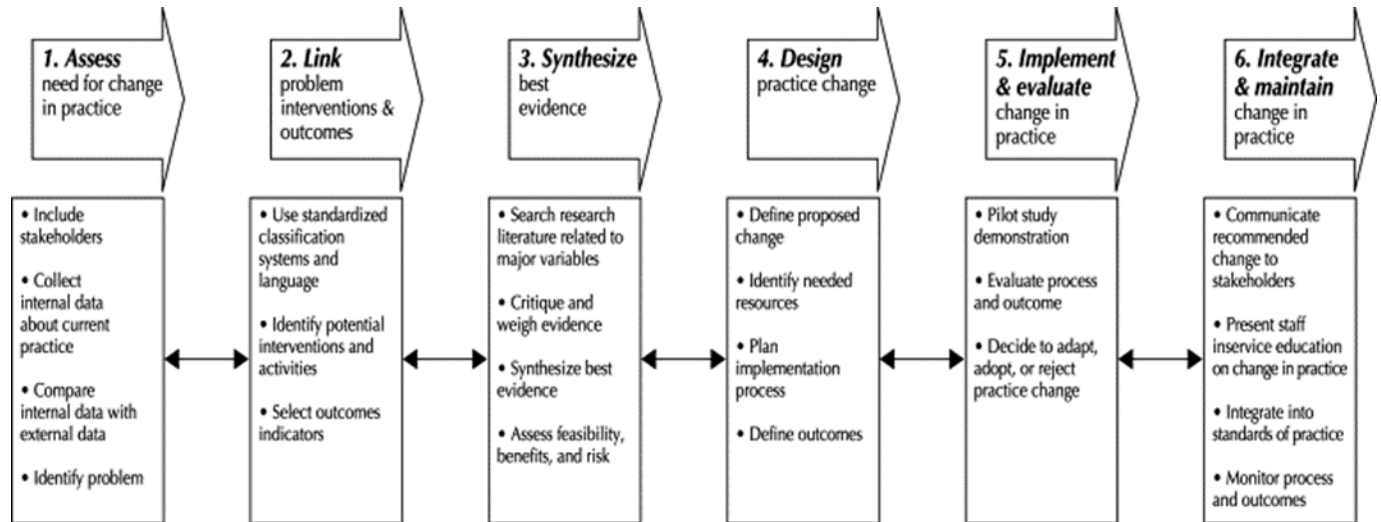 1. Assess
need for change
in practice
2. Link
problem
interventions &
outcomes
3. Synthesize
best
evidence
4. Design
practice change
5. Implement
& evaluate
change in
practice
6. Integrate
& maintain
change in
practice
• Include
stakeholders
• Collect
internal data
about current
practice
• Compare
internal data with
external data
• Identify problem
• Use standardized
classification
systems and
language
• Identify potential
interventions and
activities
• Select outcomes
indicators
• Search research
literature related to
major variables
• Critique and
weigh evidence
• Synthesize best
evidence
• Assess feasibility,
benefits, and risk
• Define proposed
change
• Identify needed
resources
• Plan
implementation
process
• Define outcomes
• Pilot study
demonstration
• Evaluate process
and outcome
• Decide to adapt,
adopt, or reject
practice change
• Communicate
recommended
change to
stakeholders
• Present staff
inservice education
on change in practice
• Integrate into
standards of practice
• Monitor process
and outcomes